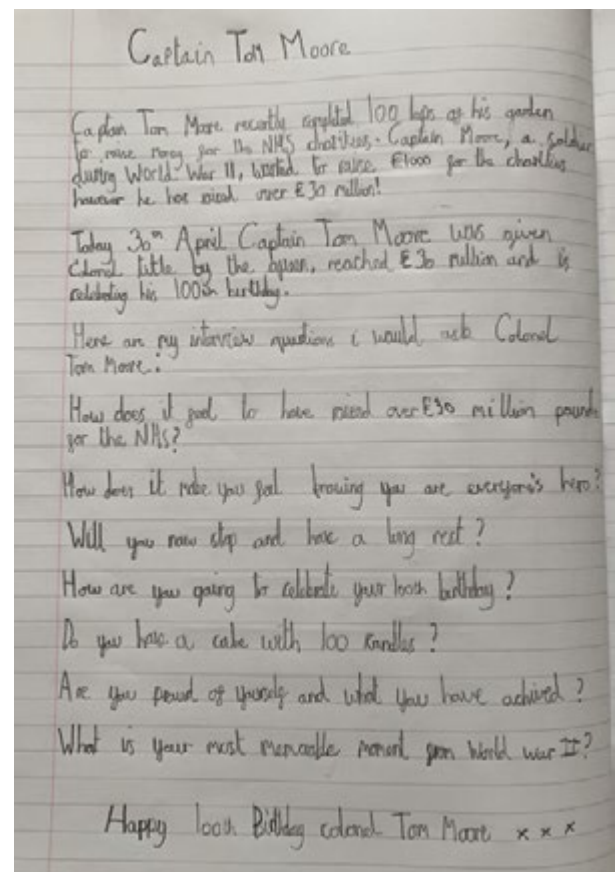 Captain Tom Moore
Captain Tom Moore recently completed 100 laps of his garden
to raise money for the NHS charities. Captain Moore, a soldier
during World War II, wanted to raise £1000 for the charities
however he has raised over £30 million!
Today 30th April Captain Tom Moore was given
Colonel title by the queen, reached £30 million and is
celebrating his 100th birthday.
Here are my interview questions i would ask Colonel
Tom Moore:
How does it feel to have raised over £30 million pounds
for the NHS?
How does it make you feel knowing you are everyone's hero?
Will you now stop and have a long rest?
How are you going to celebrate your 100th birthday?
Do you have a cake with 100 kandles?
Are you proud of yourself and what you have achived?
What is your most memorable moment from World war II?
Happy 100th Birthday colonel Tom Moore x x x